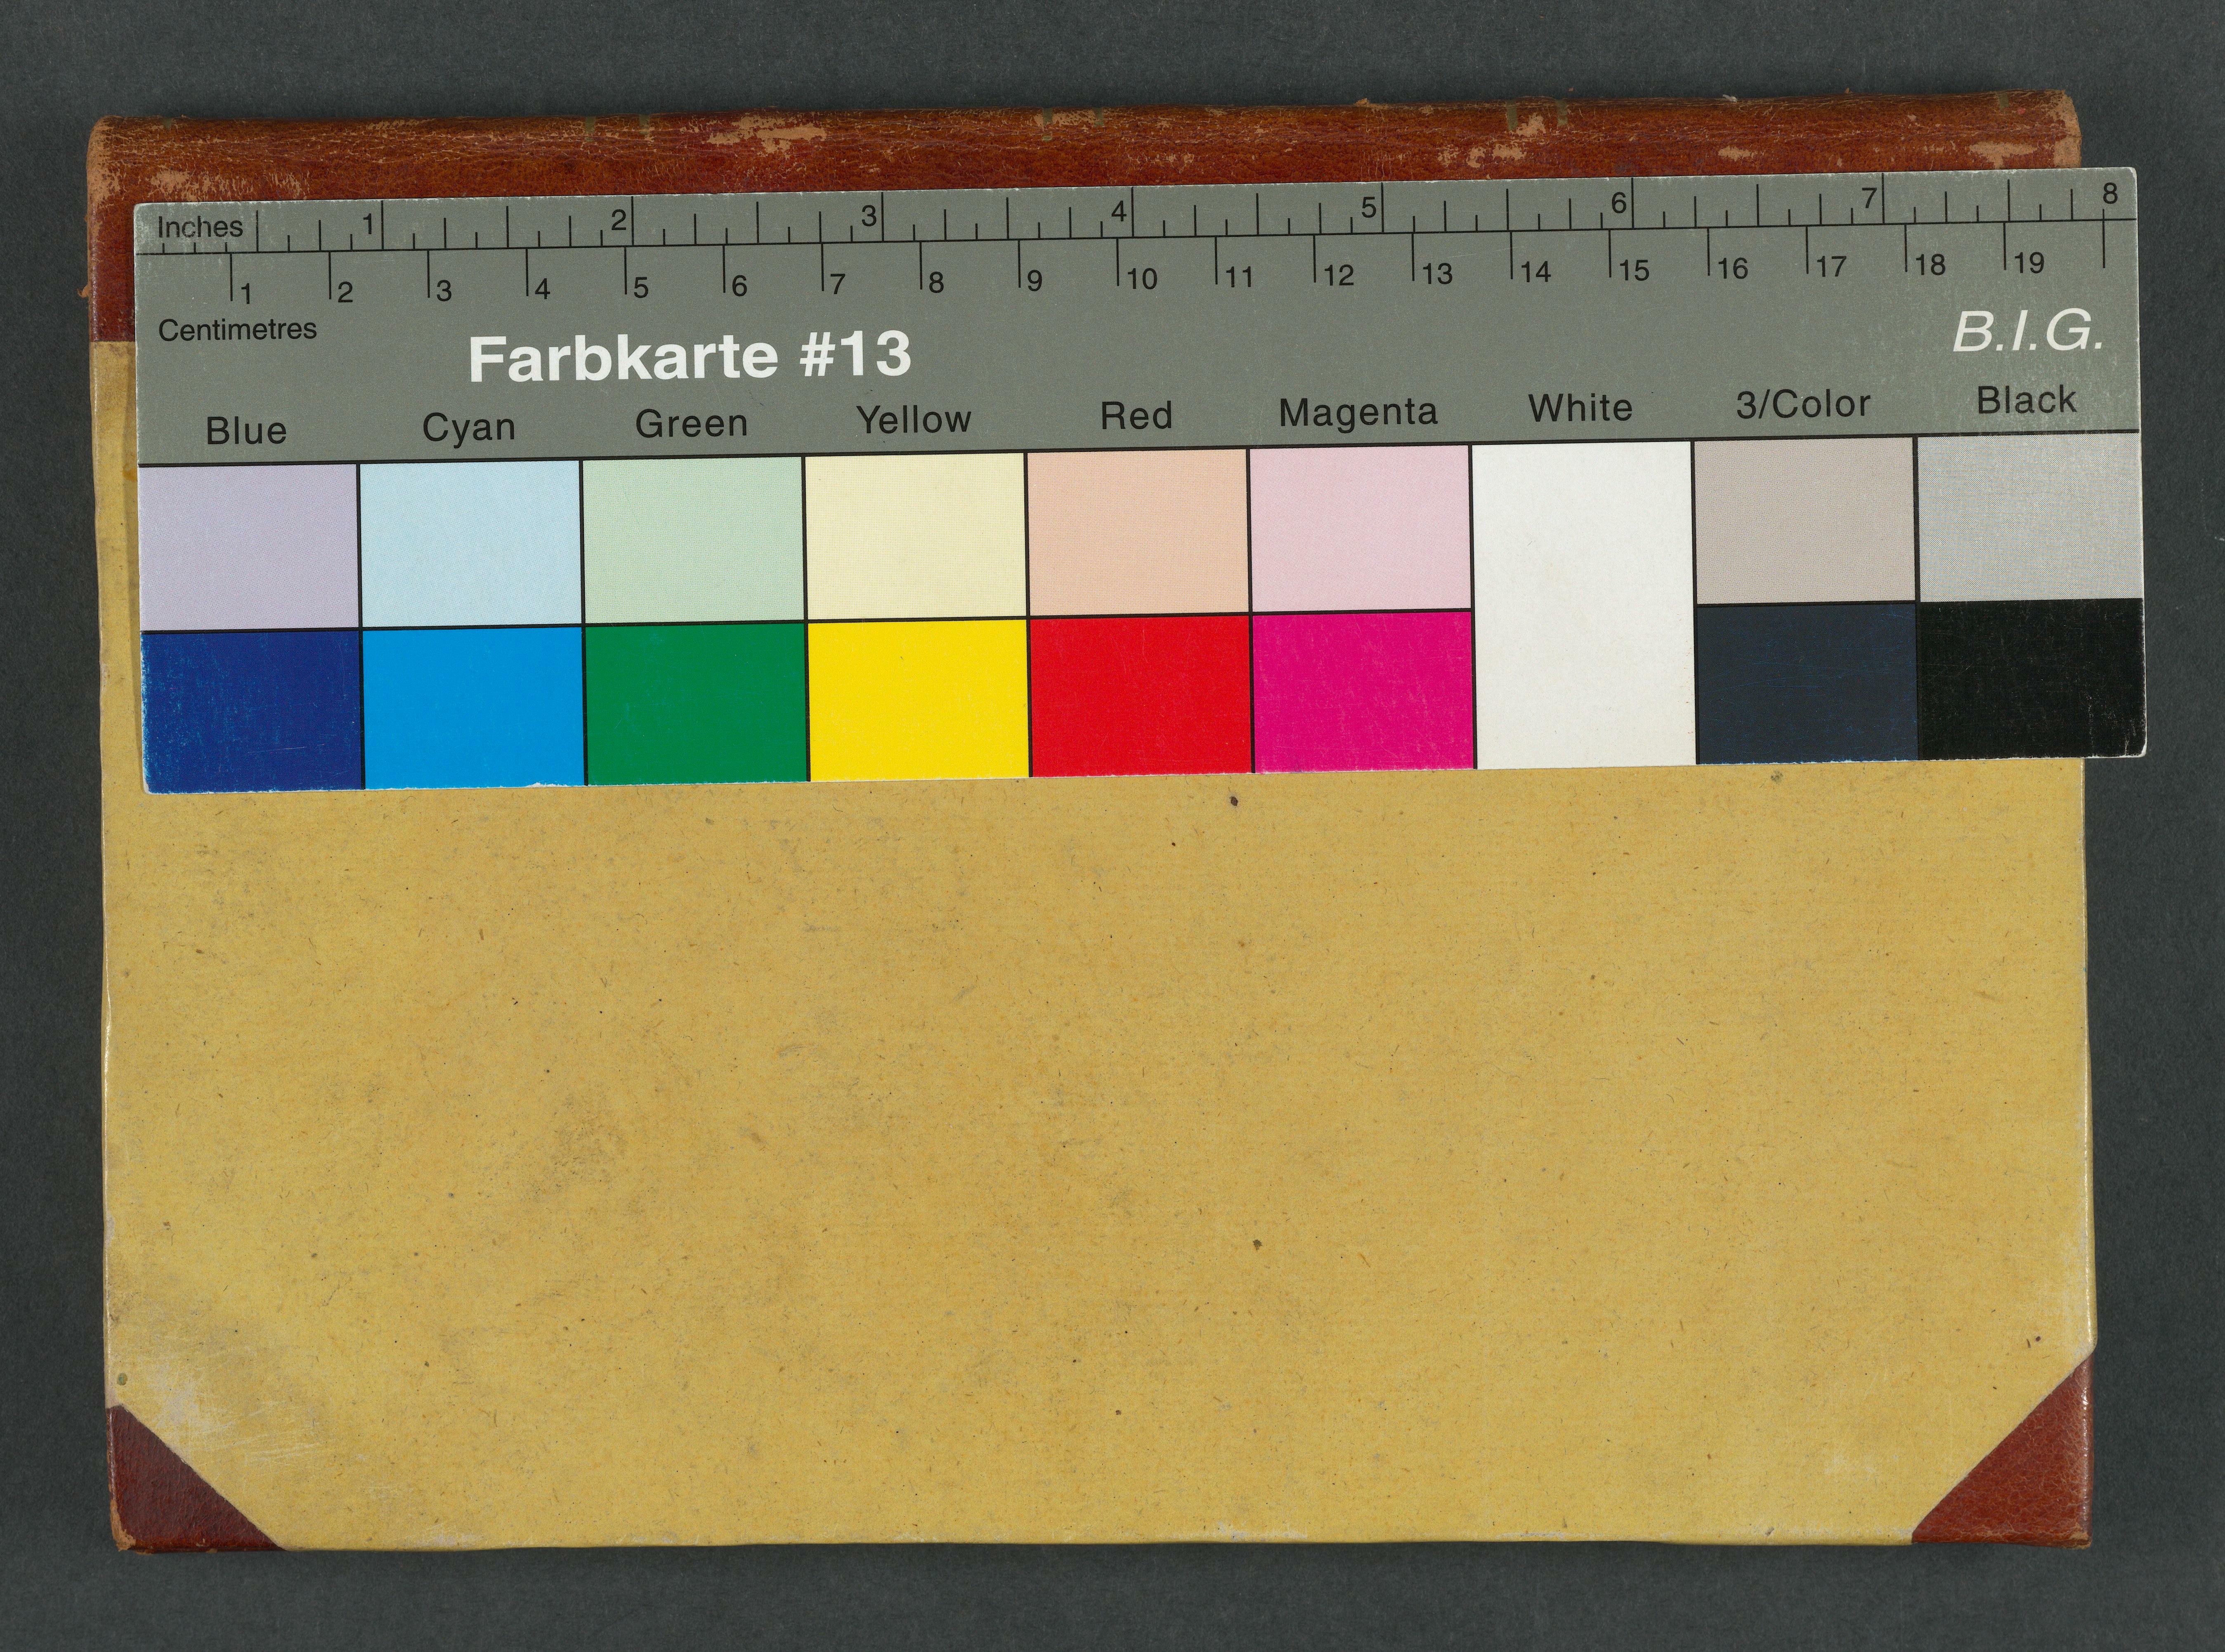 Inches 1 2 3 4 5 6 7 8
1 2 3 4 5 6 7 8 9 10 11 12 13 14 15 16 17 18 19
Centimetres
Farbkarte #13 B.I.G.
Blue Cyan Green Yellow Red Magenta White 3/Color Black